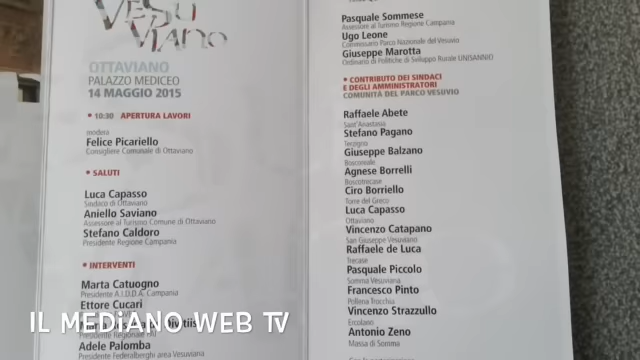 VESU
VIANO
OTTAVIANO
PALAZZO MEDICEO
14 MAGGIO 2015
• 10:30 APERTURA LAVORI
modera
Felice Picariello
Consigliere Comunale di Ottaviano
• SALUTI
Luca Capasso
Sindaco di Ottaviano
Aniello Saviano
Assessore al Turismo Comune di Ottaviano
Stefano Caldoro
Presidente Regione Campania
• INTERVENTI
Marta Catuogno
Presidente A.I.D.D.A. Campania
Ettore Cucari
Presidente Regionale FAI
Adele Palomba
Presidente Federalberghi area Vesuviana
Pasquale Sommese
Assessore al Turismo Regione Campania
Ugo Leone
Commissario Parco Nazionale del Vesuvio
Giuseppe Marotta
Ordinario di Politiche di Sviluppo Rurale UNISANNIO
• CONTRIBUTO DEI SINDACI
E DEGLI AMMINISTRATORI
COMUNITÀ DEL PARCO VESUVIO
Raffaele Abete
Sant'Anastasia
Stefano Pagano
Terzigno
Giuseppe Balzano
Boscoreale
Agnese Borrelli
Boscotrecase
Ciro Borriello
Torre del Greco
Luca Capasso
Ottaviano
Vincenzo Catapano
San Giuseppe Vesuviano
Raffaele de Luca
Trecase
Pasquale Piccolo
Somma Vesuviana
Francesco Pinto
Pollena Trocchia
Vincenzo Strazzullo
Ercolano
Antonio Zeno
Massa di Somma
IL MEDIANO WEB TV